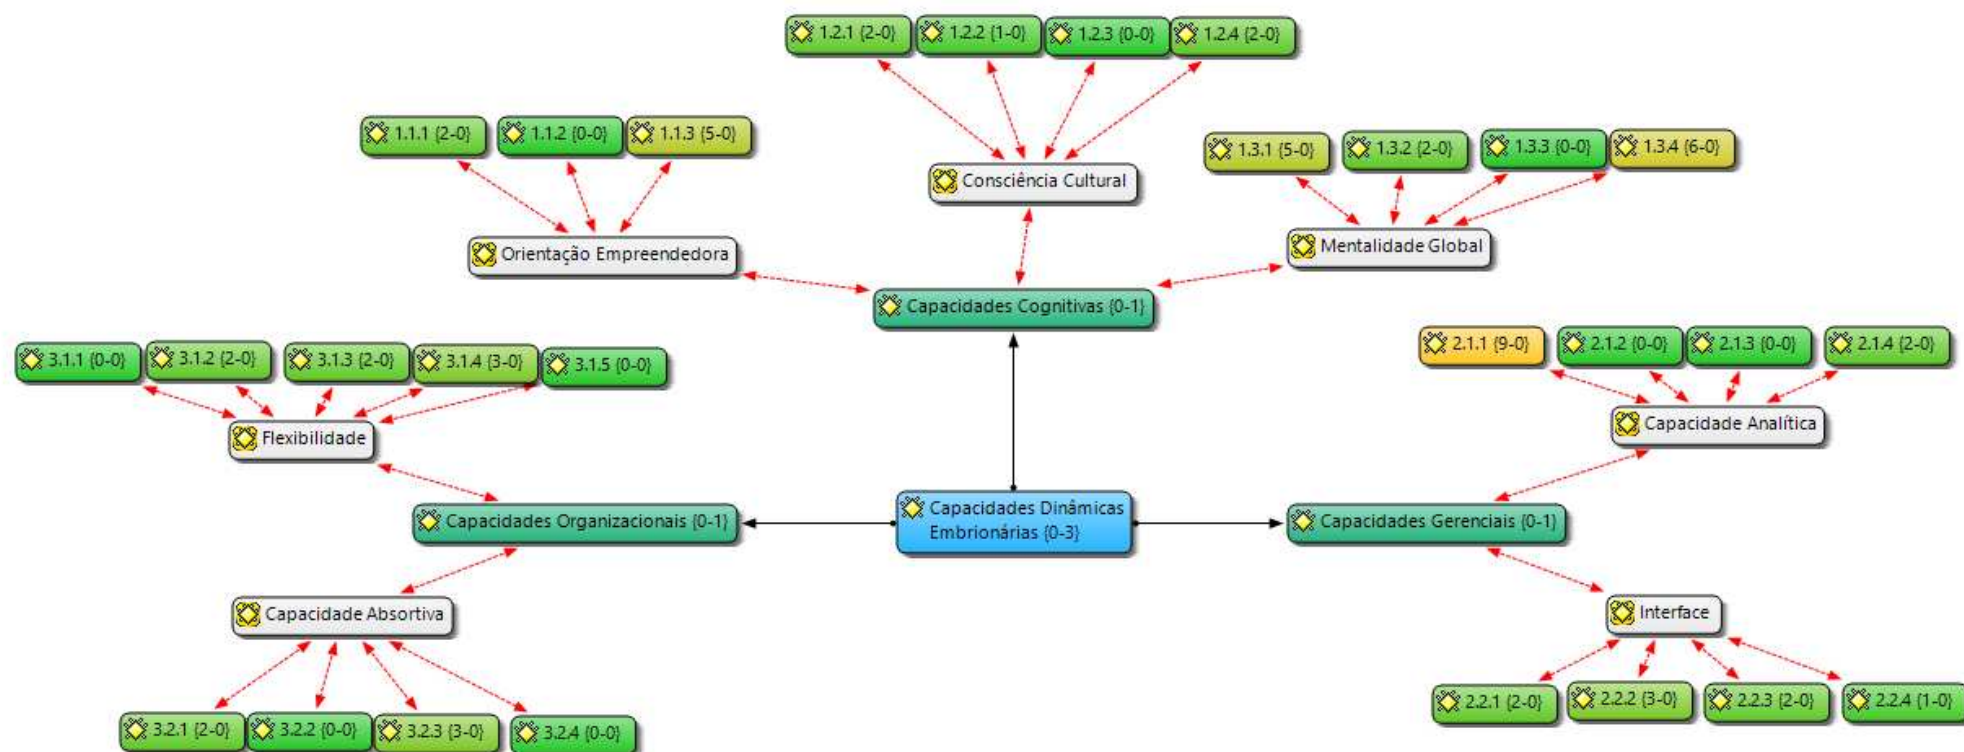 1.2.1 {2-0}
1.2.2 {1-0}
1.2.3 {0-0}
1.2.4 {2-0}
1.1.1 {2-0}
1.1.2 {0-0}
1.1.3 {5-0}
1.3.1 {5-0}
1.3.2 {2-0}
1.3.3 {0-0}
1.3.4 {6-0}
Consciência Cultural
Orientação Empreendedora
Mentalidade Global
Capacidades Cognitivas {0-1}
3.1.1 {0-0}
3.1.2 {2-0}
3.1.3 {2-0}
3.1.4 {3-0}
3.1.5 {0-0}
2.1.1 {9-0}
2.1.2 {0-0}
2.1.3 {0-0}
2.1.4 {2-0}
Flexibilidade
Capacidade Analítica
Capacidades Organizacionais {0-1}
Capacidades Dinâmicas
Embrionárias {0-3}
Capacidades Gerenciais {0-1}
Capacidade Absortiva
Interface
3.2.1 {2-0}
3.2.2 {0-0}
3.2.3 {3-0}
3.2.4 {0-0}
2.2.1 {2-0}
2.2.2 {3-0}
2.2.3 {2-0}
2.2.4 {1-0}